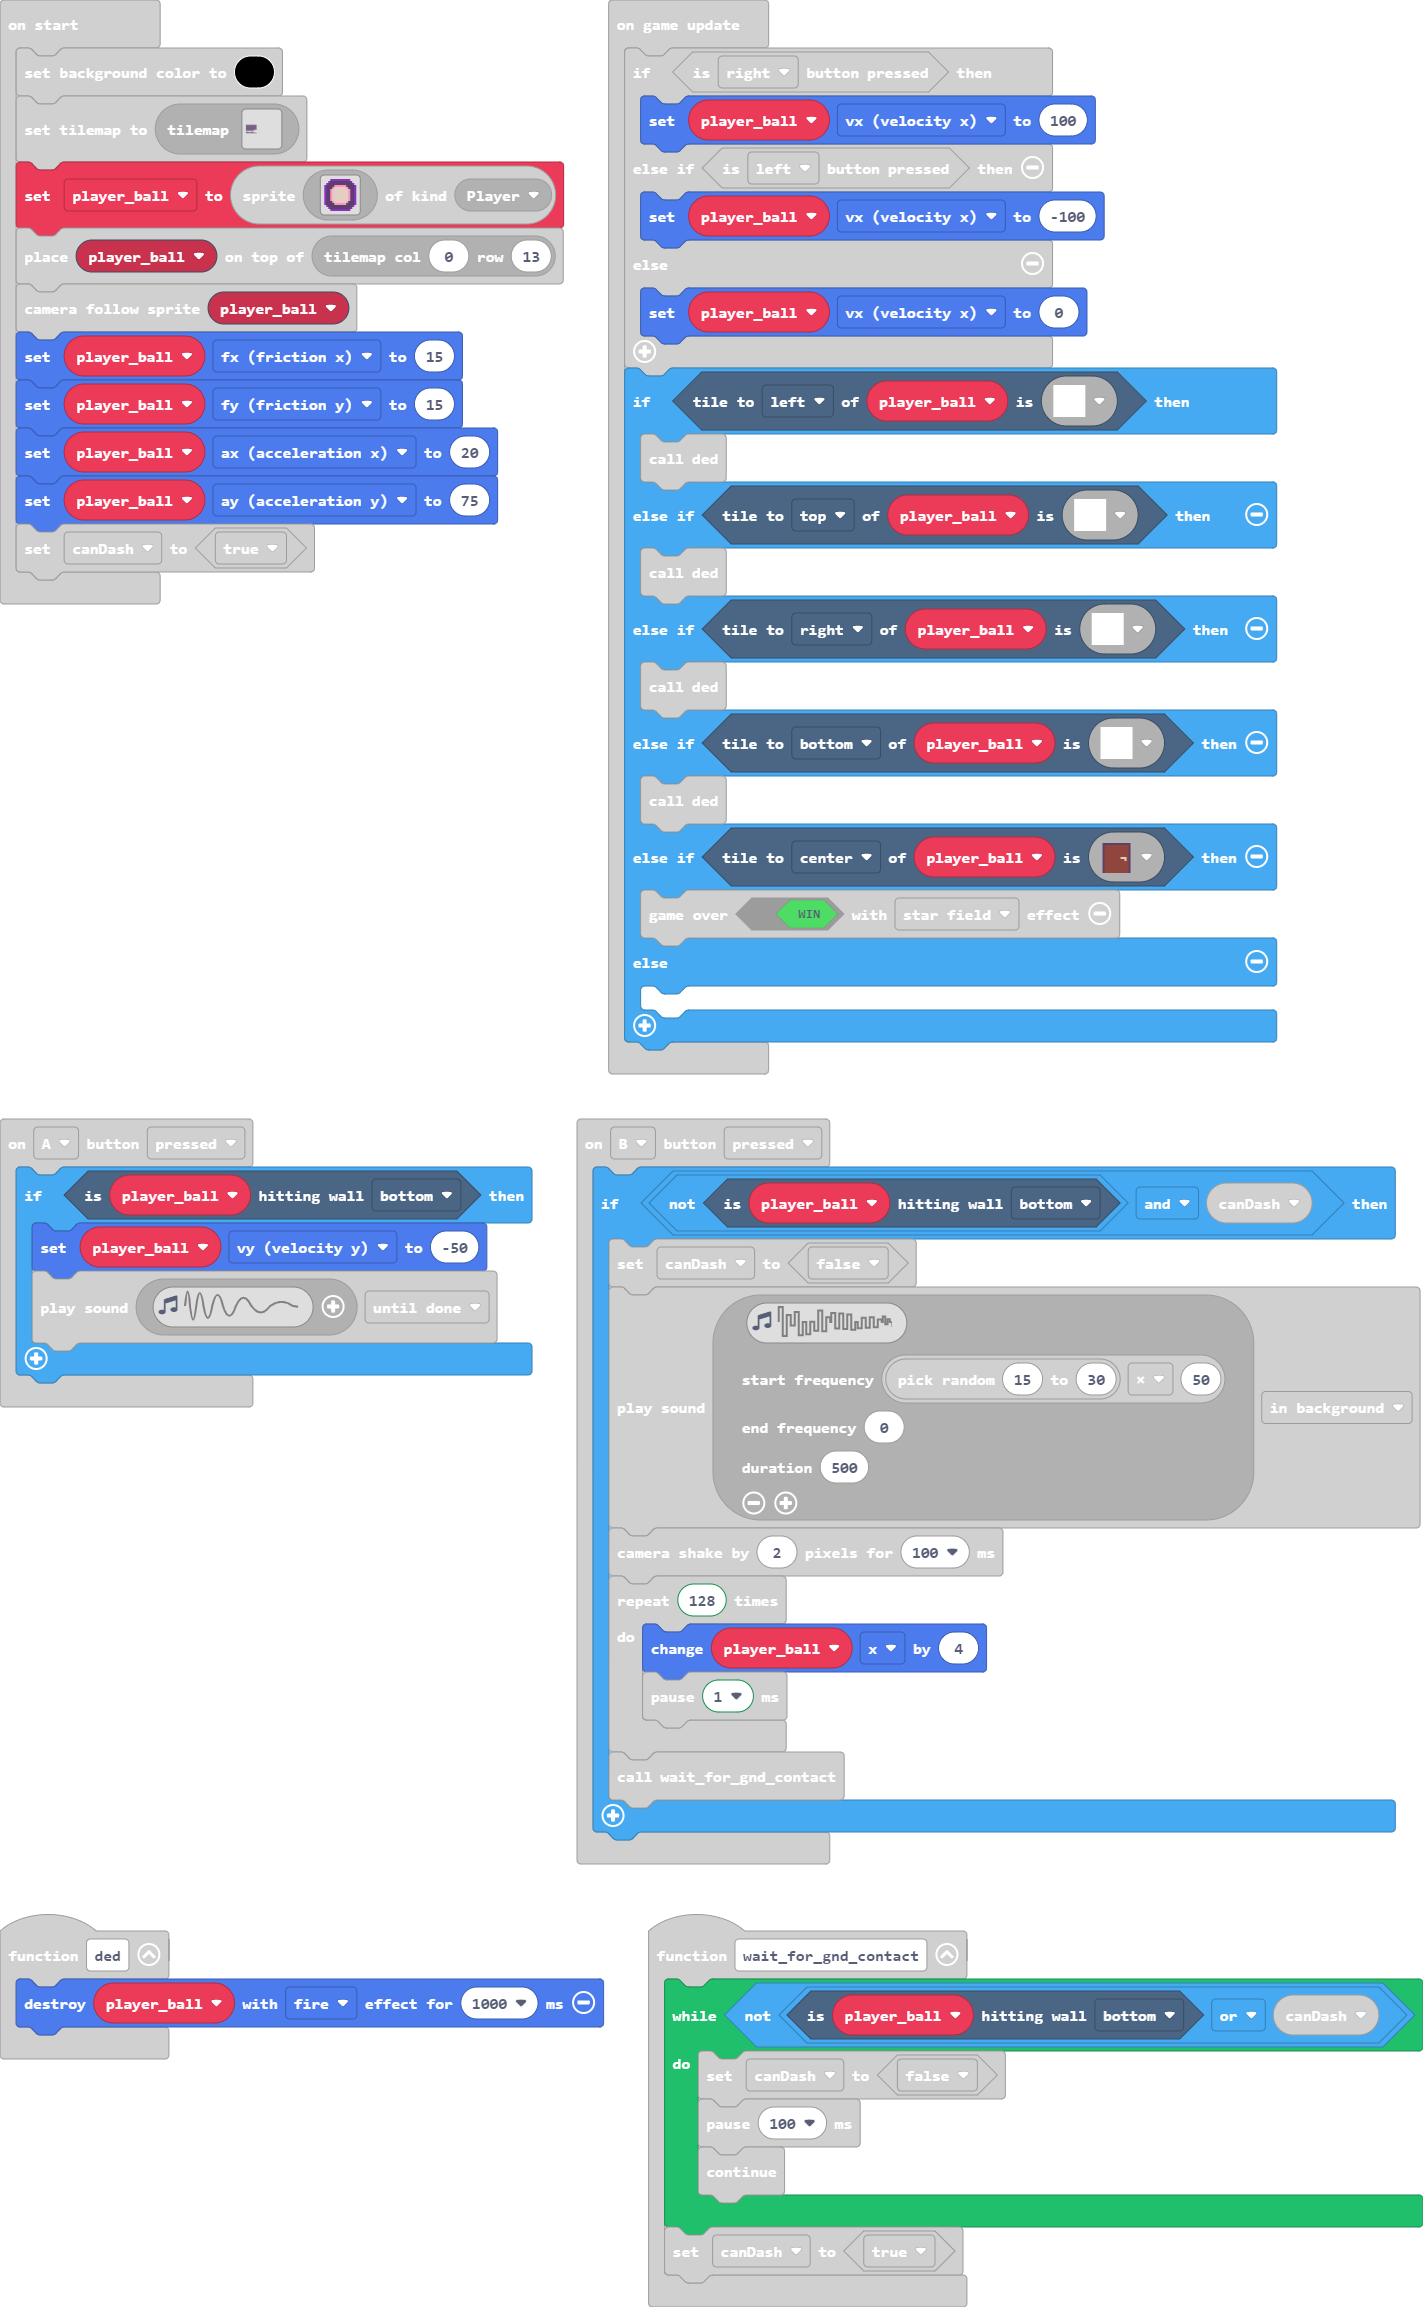 on start
set background color to
set tilemap to tilemap
set player_ball to sprite of kind Player
place player_ball on top of tilemap col 0 row 13
camera follow sprite player_ball
set player_ball fx (friction x) to 15
set player_ball fy (friction y) to 15
set player_ball ax (acceleration x) to 20
set player_ball ay (acceleration y) to 75
set canDash to true
on game update
if is right button pressed then
set player_ball vx (velocity x) to 100
else if is left button pressed then
set player_ball vx (velocity x) to -100
else
set player_ball vx (velocity x) to 0
if tile to left of player_ball is then
call ded
else if tile to top of player_ball is then
call ded
else if tile to right of player_ball is then
call ded
else if tile to bottom of player_ball is then
call ded
else if tile to center of player_ball is then
game over WIN with star field effect
else
on A button pressed
if is player_ball hitting wall bottom then
set player_ball vy (velocity y) to -50
play sound until done
on B button pressed
if not is player_ball hitting wall bottom and canDash then
set canDash to false
play sound in background
start frequency pick random 15 to 30 × 50
end frequency 0
duration 500
camera shake by 2 pixels for 100 ms
repeat 128 times
do change player_ball x by 4
pause 1 ms
call wait_for_gnd_contact
function ded
destroy player_ball with fire effect for 1000 ms
function wait_for_gnd_contact
while not is player_ball hitting wall bottom or canDash
do set canDash to false
pause 100 ms
continue
set canDash to true